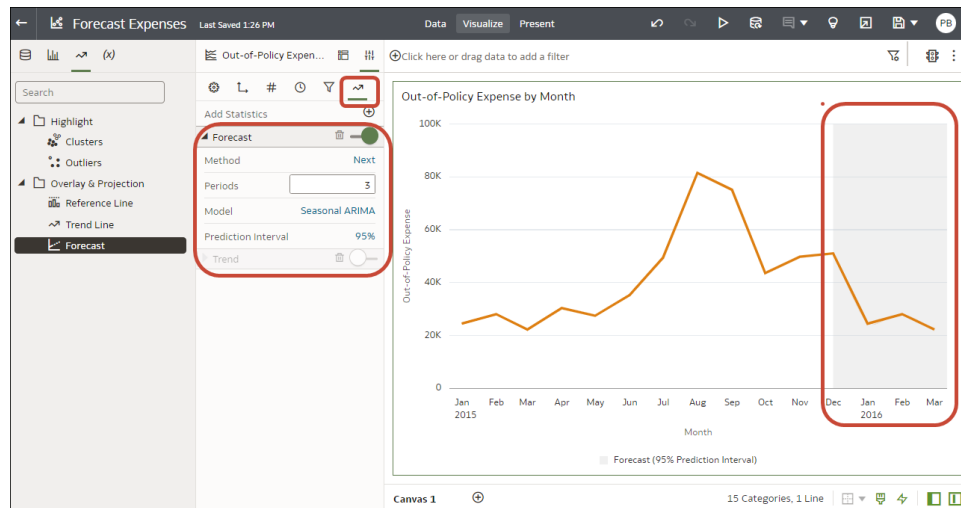 Forecast Expenses Last Saved 1:26 PM Data Visualize Present PB
(x) Out-of-Policy Expen... Click here or drag data to add a filter
Search
Highlight
Clusters
Outliers
Overlay & Projection
Reference Line
Trend Line
Forecast
#
Add Statistics
Forecast
Method Next
Periods 3
Model Seasonal ARIMA
Prediction Interval 95%
Trend
Out-of-Policy Expense by Month
100K
80K
60K
40K
20K
0
Out-of-Policy Expense
Jan Feb Mar Apr May Jun Jul Aug Sep Oct Nov Dec Jan Feb Mar
2015 2016
Month
Forecast (95% Prediction Interval)
Canvas 1 15 Categories, 1 Line